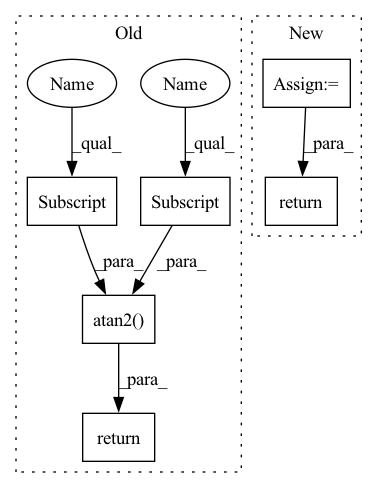 Old
New
Name
Name
Assign:=
_qual_
_qual_
_para_
Subscript
Subscript
return
_para_
_para_
atan2()
_para_
return